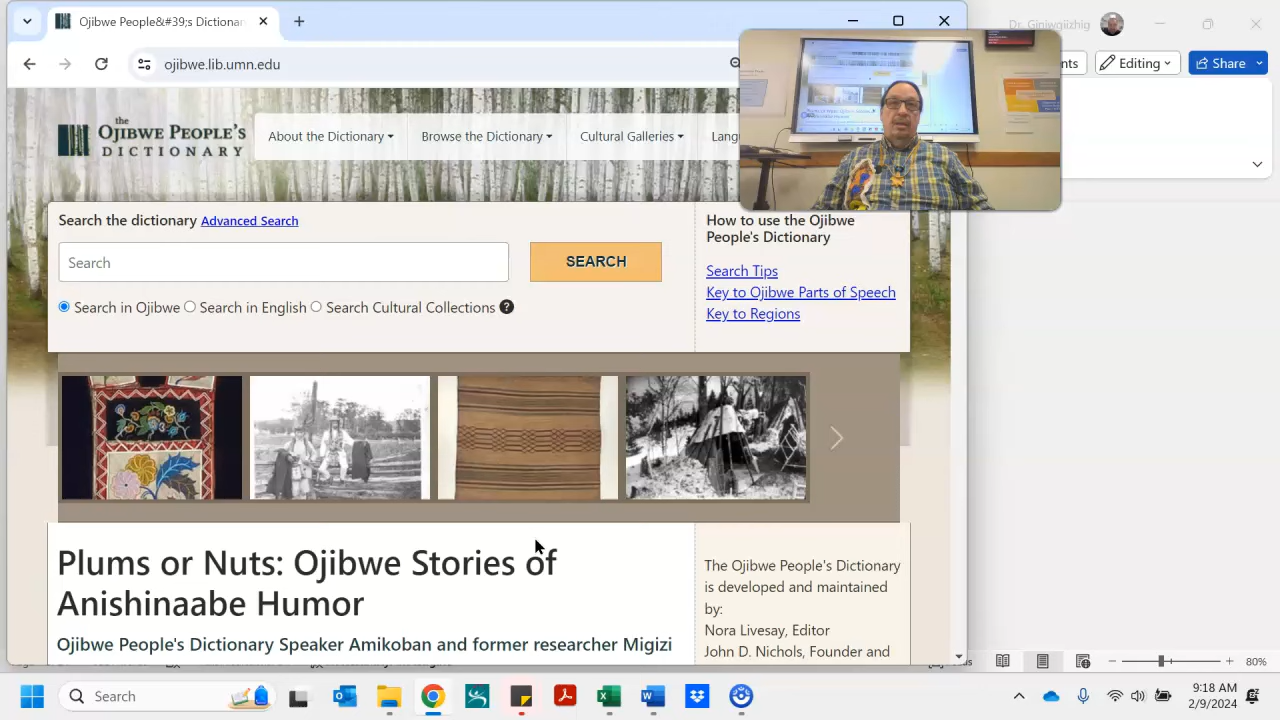 Ojibwe People&#39;s Dictionar
Dr. Giniwgiizhig
ojibwe.lib.umn.edu
nts
Editing
Share
the
OJIBWE PEOPLE'S
DICTIONARY
About the Dictionary
Browse the Dictionary
Cultural Galleries
Lang
Search the dictionary Advanced Search
Search
SEARCH
Search in Ojibwe Search in English Search Cultural Collections ?
How to use the Ojibwe
People's Dictionary
Search Tips
Key to Ojibwe Parts of Speech
Key to Regions
Plums or Nuts: Ojibwe Stories of
Anishinaabe Humor
Ojibwe People's Dictionary Speaker Amikoban and former researcher Migizi
The Ojibwe People's Dictionary
is developed and maintained
by:
Nora Livesay, Editor
John D. Nichols, Founder and
80%
Search
9:18 AM
2/9/2024